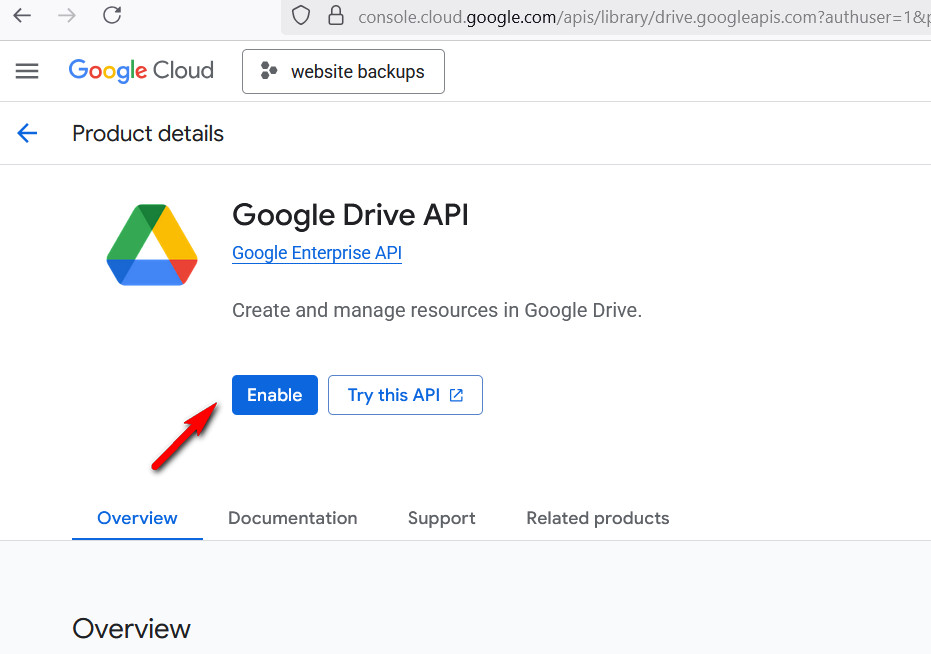 console.cloud.google.com/apis/library/drive.googleapis.com?authuser=1&p
Google Cloud
website backups
Product details
Google Drive API
Google Enterprise API
Create and manage resources in Google Drive.
Enable
Try this API
Overview
Documentation
Support
Related products
Overview